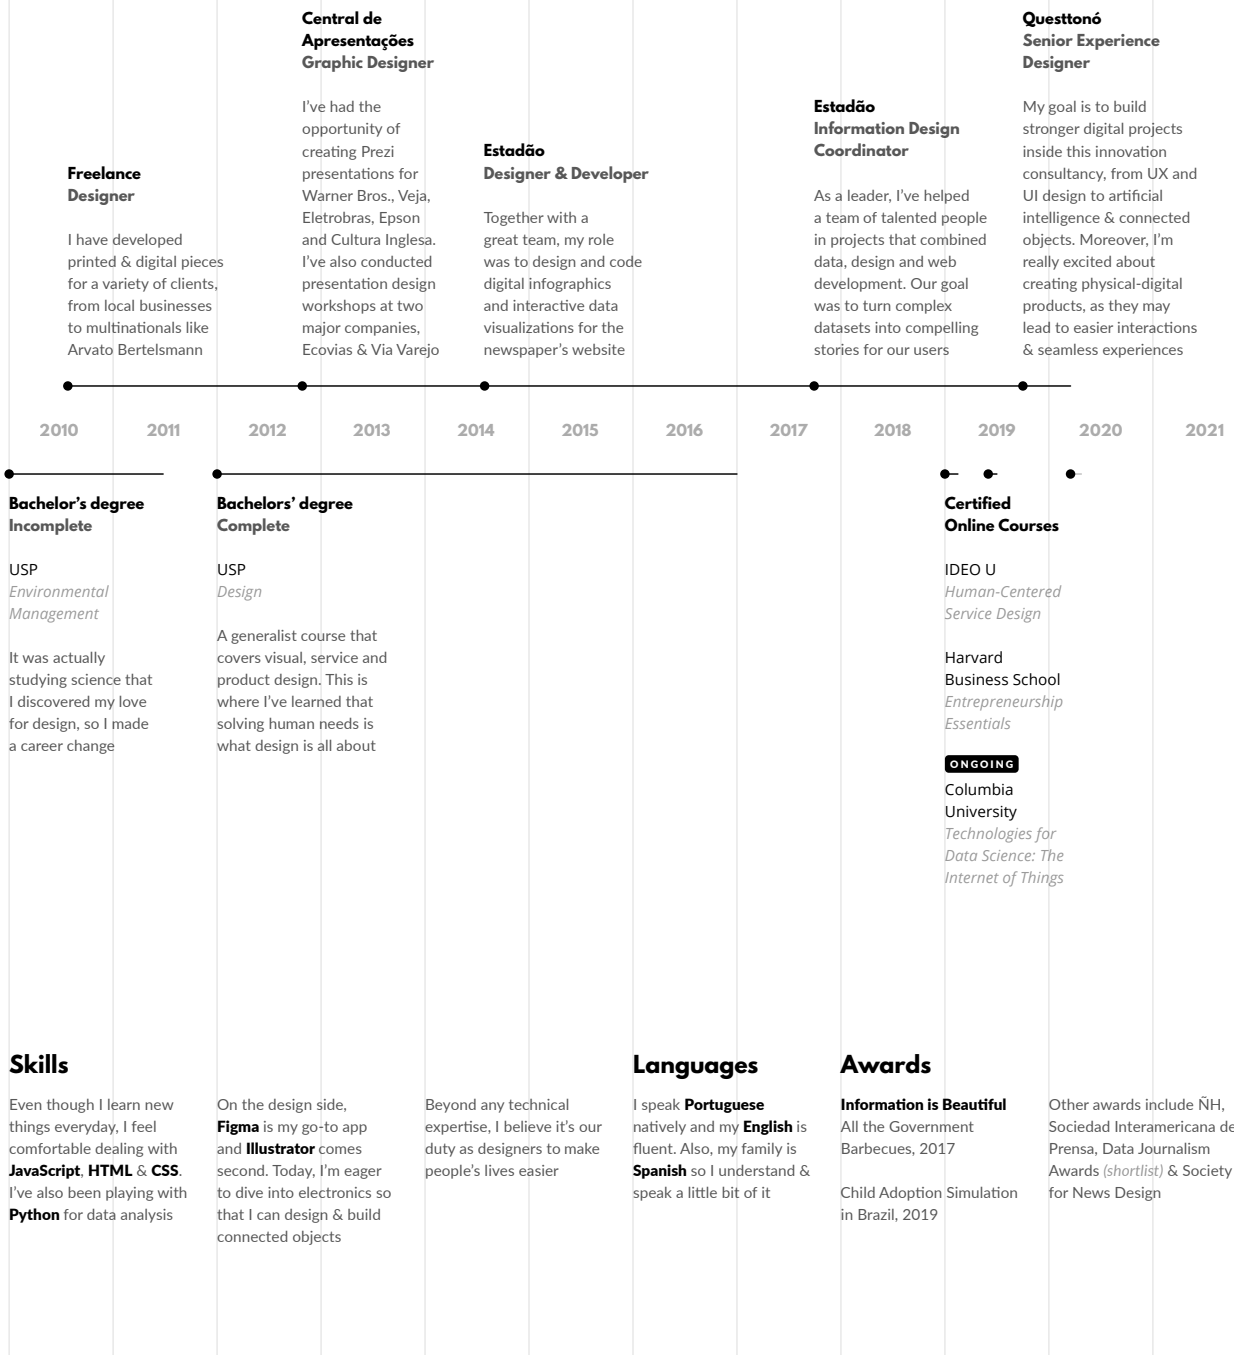 Freelance
Designer
I have developed
printed & digital pieces
for a variety of clients,
from local businesses
to multinationals like
Arvato Bertelsmann
Central de
Apresentações
Graphic Designer
I've had the
opportunity of
creating Prezi
presentations for
Warner Bros., Veja,
Eletrobras, Epson
and Cultura Inglesa.
I've also conducted
presentation design
workshops at two
major companies,
Ecovias & Via Varejo
Estadão
Designer & Developer
Together with a
great team, my role
was to design and code
digital infographics
and interactive data
visualizations for the
newspaper's website
Estadão
Information Design
Coordinator
As a leader, I've helped
a team of talented people
in projects that combined
data, design and web
development. Our goal
was to turn complex
datasets into compelling
stories for our users
Questtonó
Senior Experience
Designer
My goal is to build
stronger digital projects
inside this innovation
consultancy, from UX and
UI design to artificial
intelligence & connected
objects. Moreover, I'm
really excited about
creating physical-digital
products, as they may
lead to easier interactions
& seamless experiences
2010 2011 2012 2013 2014 2015 2016 2017 2018 2019 2020 2021
Bachelor's degree
Incomplete
USP
Environmental
Management
It was actually
studying science that
I discovered my love
for design, so I made
a career change
Bachelors' degree
Complete
USP
Design
A generalist course that
covers visual, service and
product design. This is
where I've learned that
solving human needs is
what design is all about
Certified
Online Courses
IDEO U
Human-Centered
Service Design
Harvard
Business School
Entrepreneurship
Essentials
ONGOING
Columbia
University
Technologies for
Data Science: The
Internet of Things
Skills
Even though I learn new
things everyday, I feel
comfortable dealing with
JavaScript, HTML & CSS.
I've also been playing with
Python for data analysis
On the design side,
Figma is my go-to app
and Illustrator comes
second. Today, I'm eager
to dive into electronics so
that I can design & build
connected objects
Beyond any technical
expertise, I believe it's our
duty as designers to make
people's lives easier
Languages
I speak Portuguese
natively and my English is
fluent. Also, my family is
Spanish so I understand &
speak a little bit of it
Awards
Information is Beautiful
All the Government
Barbecues, 2017
Child Adoption Simulation
in Brazil, 2019
Other awards include ÑH,
Sociedad Interamericana de
Prensa, Data Journalism
Awards (shortlist) & Society
for News Design